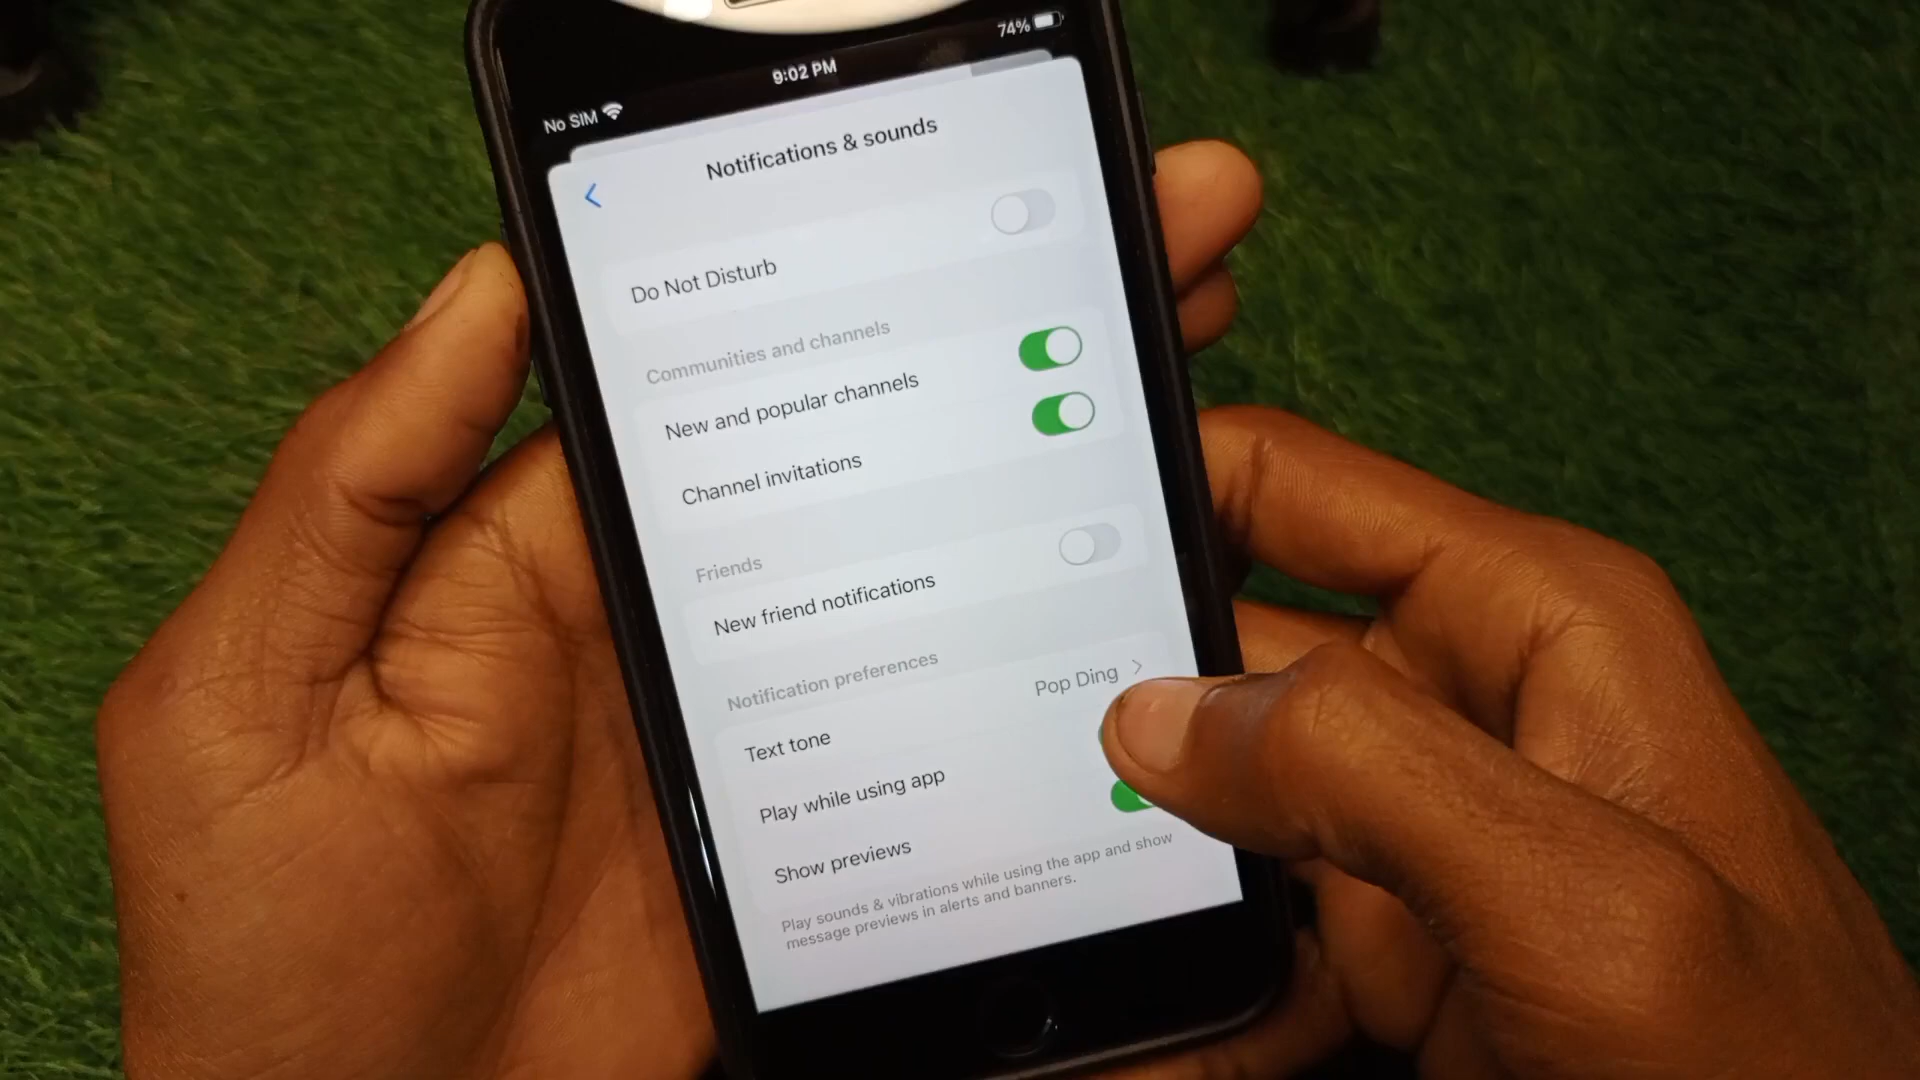 74%
9:02 PM
No SIM
Notifications & sounds
Do Not Disturb
Communities and channels
New and popular channels
Channel invitations
Friends
New friend notifications
Notification preferences
Text tone Pop Ding
Play while using app
Show previews
Play sounds & vibrations while using the app and show
message previews in alerts and banners.